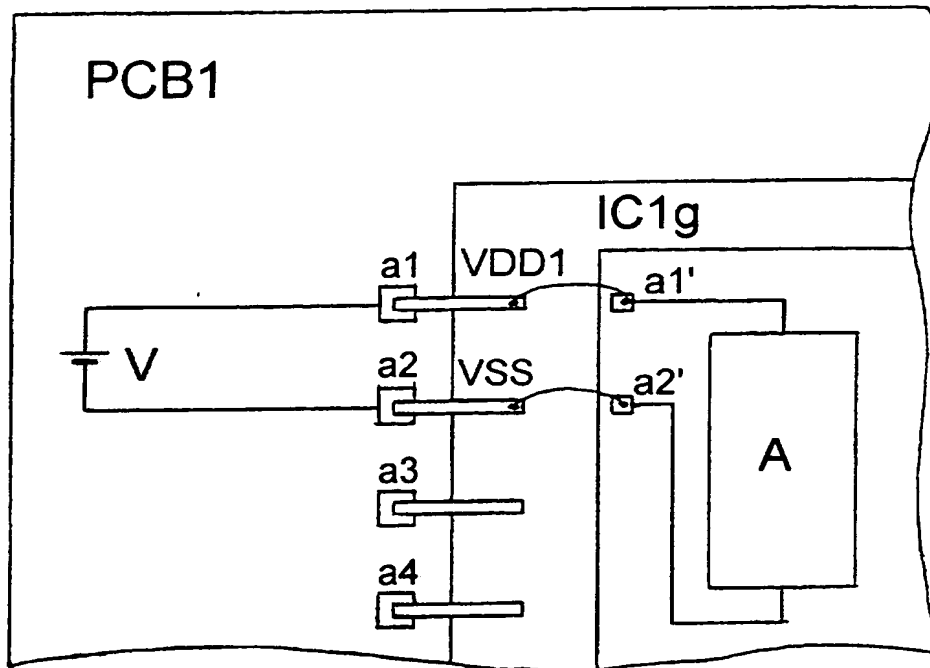 PCB1
IC1g
a1 VDD1 a1'
V
a2 VSS a2'
A
a3
a4